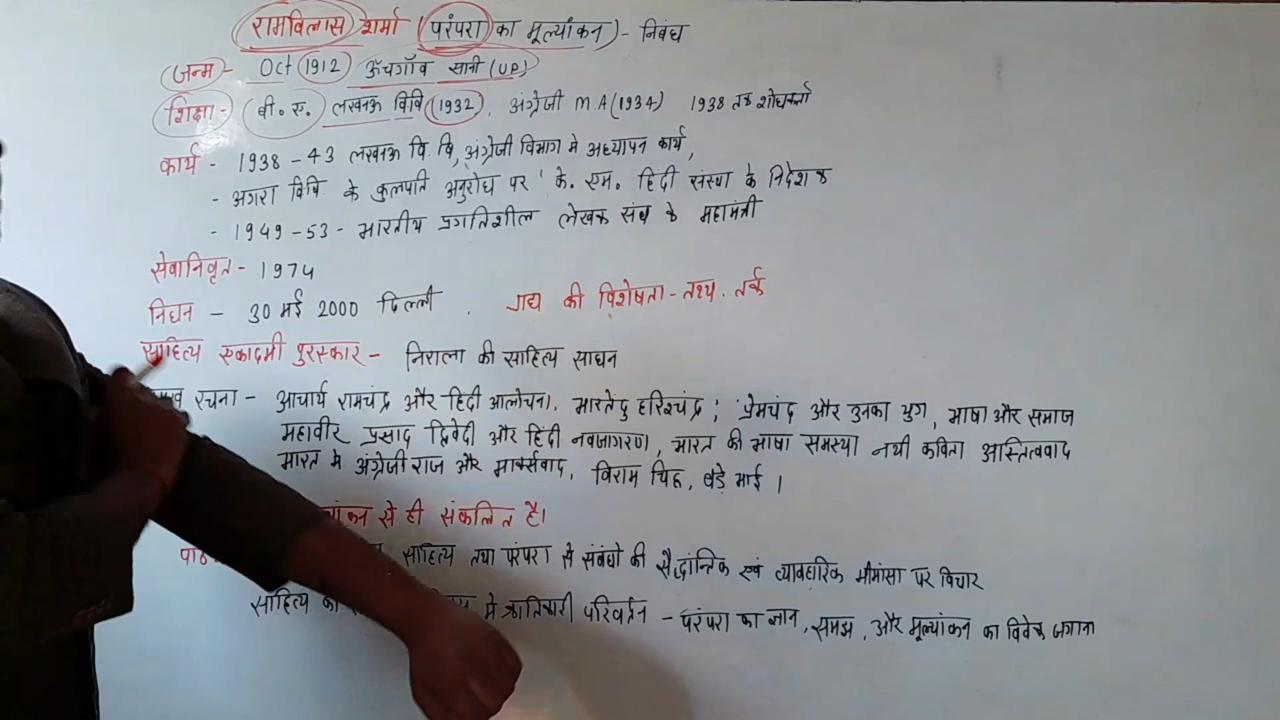 रामविलास शर्मा (परंपरा का मूल्यांकन) - निबंध
जन्म - Oct 1912 ऊँचगाँव सानी (UP)
शिक्षा - बी. ए. लखनऊ विवि (1932), अंग्रेजी M.A (1934) 1938 तक शोधकर्ता
कार्य - 1938 - 43 लखनऊ वि. वि, अंग्रेजी विभाग मे अध्यापन कार्य,
- अगरा विवि के कुलपति अनुरोध पर ' के. एम. हिंदी संस्था के निदेशक
- 1949 - 53 - भारतीय प्रगतिशील लेखक संघ के महामंत्री
सेवानिवृत - 1974
निधन - 30 मई 2000 दिल्ली . गद्य की विशेषता - तथ्य. तर्क
साहित्य एकादमी पुरस्कार - निराला की साहित्य साधन
रचना - आचार्य रामचंद्र और हिंदी आलोचना. भारतेंदु हरिश्चंद्र; प्रेमचंद और उनका युग, भाषा और समाज
महावीर प्रसाद द्विवेदी और हिंदी नवजागरण, भारत की भाषा समस्या नयी कविता अस्तित्ववाद
भारत मे अंग्रेजी राज और मार्क्सवाद, विराम चिह्न, बड़े भाई ।
से ही संकलित है।
पाठ साहित्य तथा परंपरा से संबंधो की सैद्धांन्तिक एवं व्यावहारिक मीमांसा पर विचार
साहित्य मे क्रांतिकारी परिवर्तन - परंपरा का ज्ञान, समझ, और मूल्यांकन का विवेक जगाना